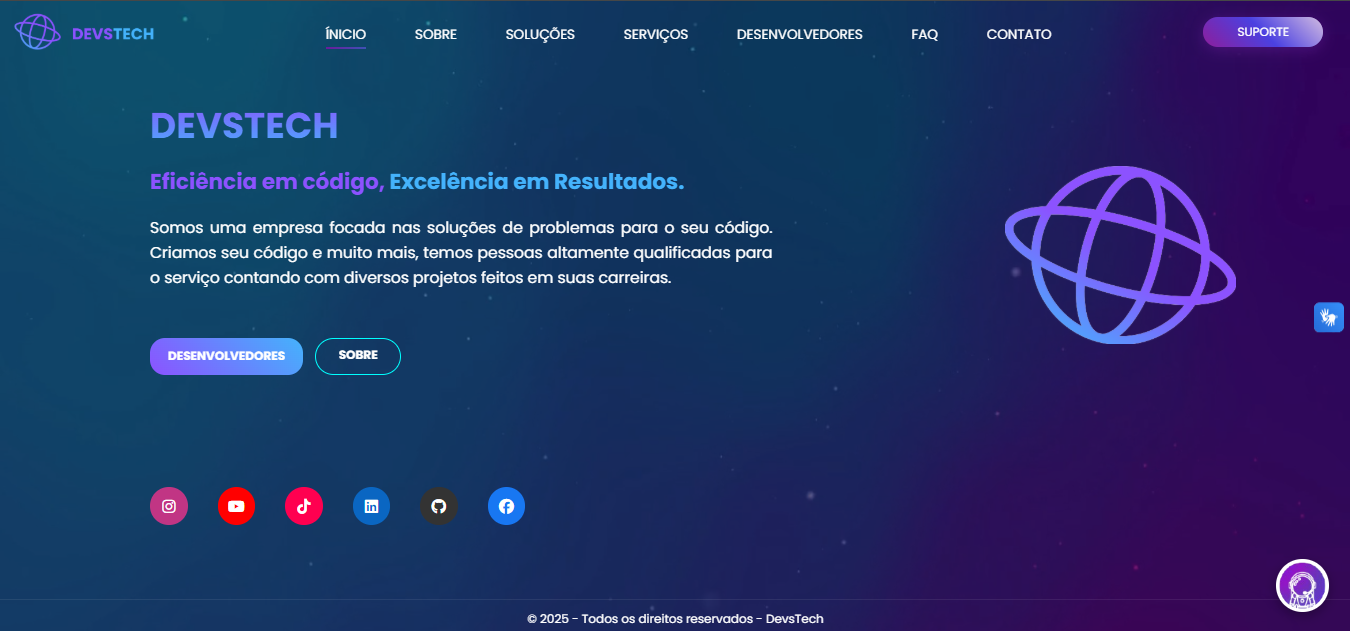 DEVSTECH
ÍNICIO
SOBRE
SOLUÇÕES
SERVIÇOS
DESENVOLVEDORES
FAQ
CONTATO
SUPORTE
DEVSTECH
Eficiência em código, Excelência em Resultados.
Somos uma empresa focada nas soluções de problemas para o seu código.
Criamos seu código e muito mais, temos pessoas altamente qualificadas para
o serviço contando com diversos projetos feitos em suas carreiras.
DESENVOLVEDORES
SOBRE
© 2025 - Todos os direitos reservados - DevsTech